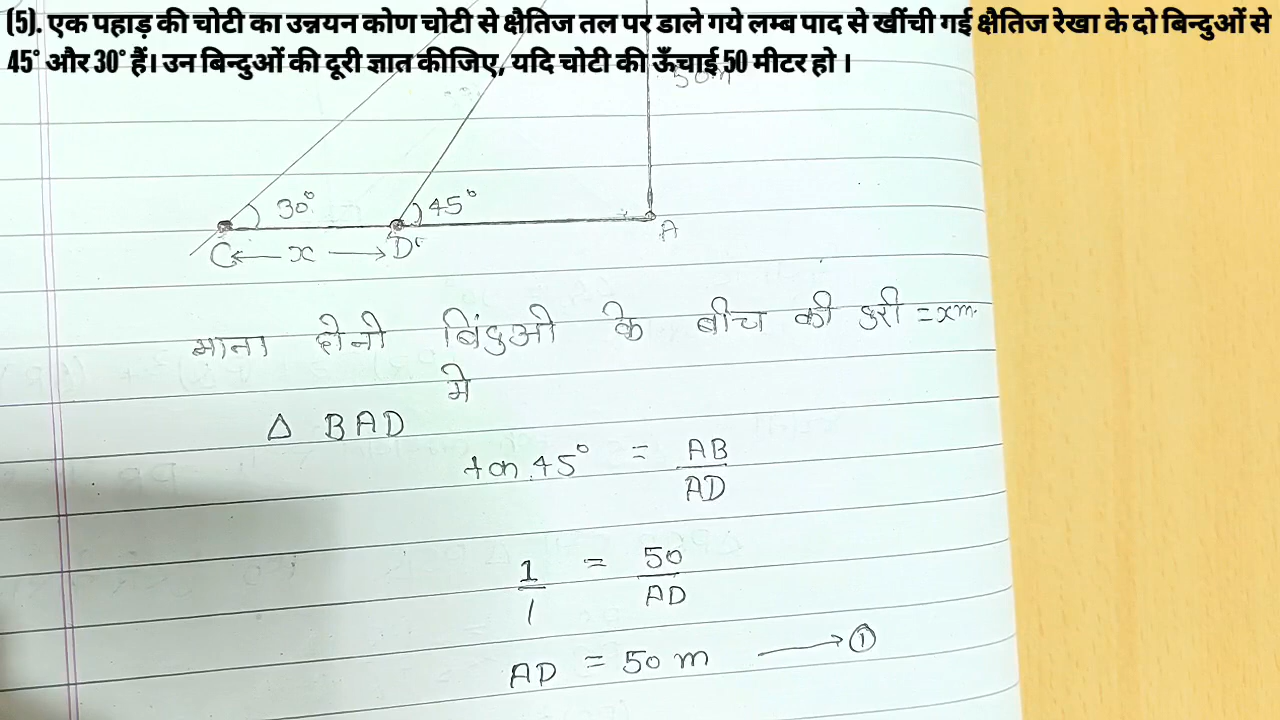 (5). एक पहाड़ की चोटी का उन्नयन कोण चोटी से क्षैतिज तल पर डाले गये लम्ब पाद से खींची गई क्षैतिज रेखा के दो बिन्दुओं से
45° और 30° हैं। उन बिन्दुओं की दूरी ज्ञात कीजिए, यदि चोटी की ऊँचाई 50 मीटर हो ।
50m
30° 45°
A
C ← x → D
माना दोनो बिंदुओ के बीच की दुरी = xm.
मे
Δ BAD
tan 45° = AB/AD
1/1 = 50/AD
AD = 50 m → ①